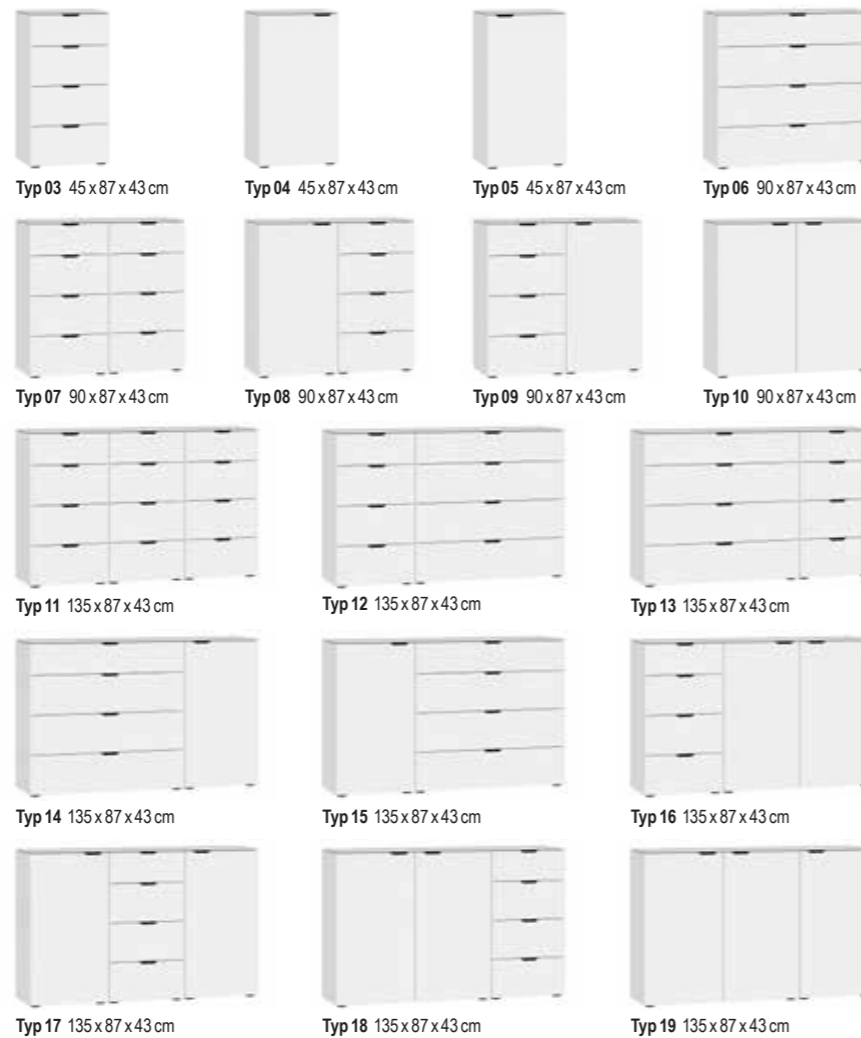 Typ 03 45 x 87 x 43 cm
Typ 04 45 x 87 x 43 cm
Typ 05 45 x 87 x 43 cm
Typ 06 90 x 87 x 43 cm
Typ 07 90 x 87 x 43 cm
Typ 08 90 x 87 x 43 cm
Typ 09 90 x 87 x 43 cm
Typ 10 90 x 87 x 43 cm
Typ 11 135 x 87 x 43 cm
Typ 12 135 x 87 x 43 cm
Typ 13 135 x 87 x 43 cm
Typ 14 135 x 87 x 43 cm
Typ 15 135 x 87 x 43 cm
Typ 16 135 x 87 x 43 cm
Typ 17 135 x 87 x 43 cm
Typ 18 135 x 87 x 43 cm
Typ 19 135 x 87 x 43 cm